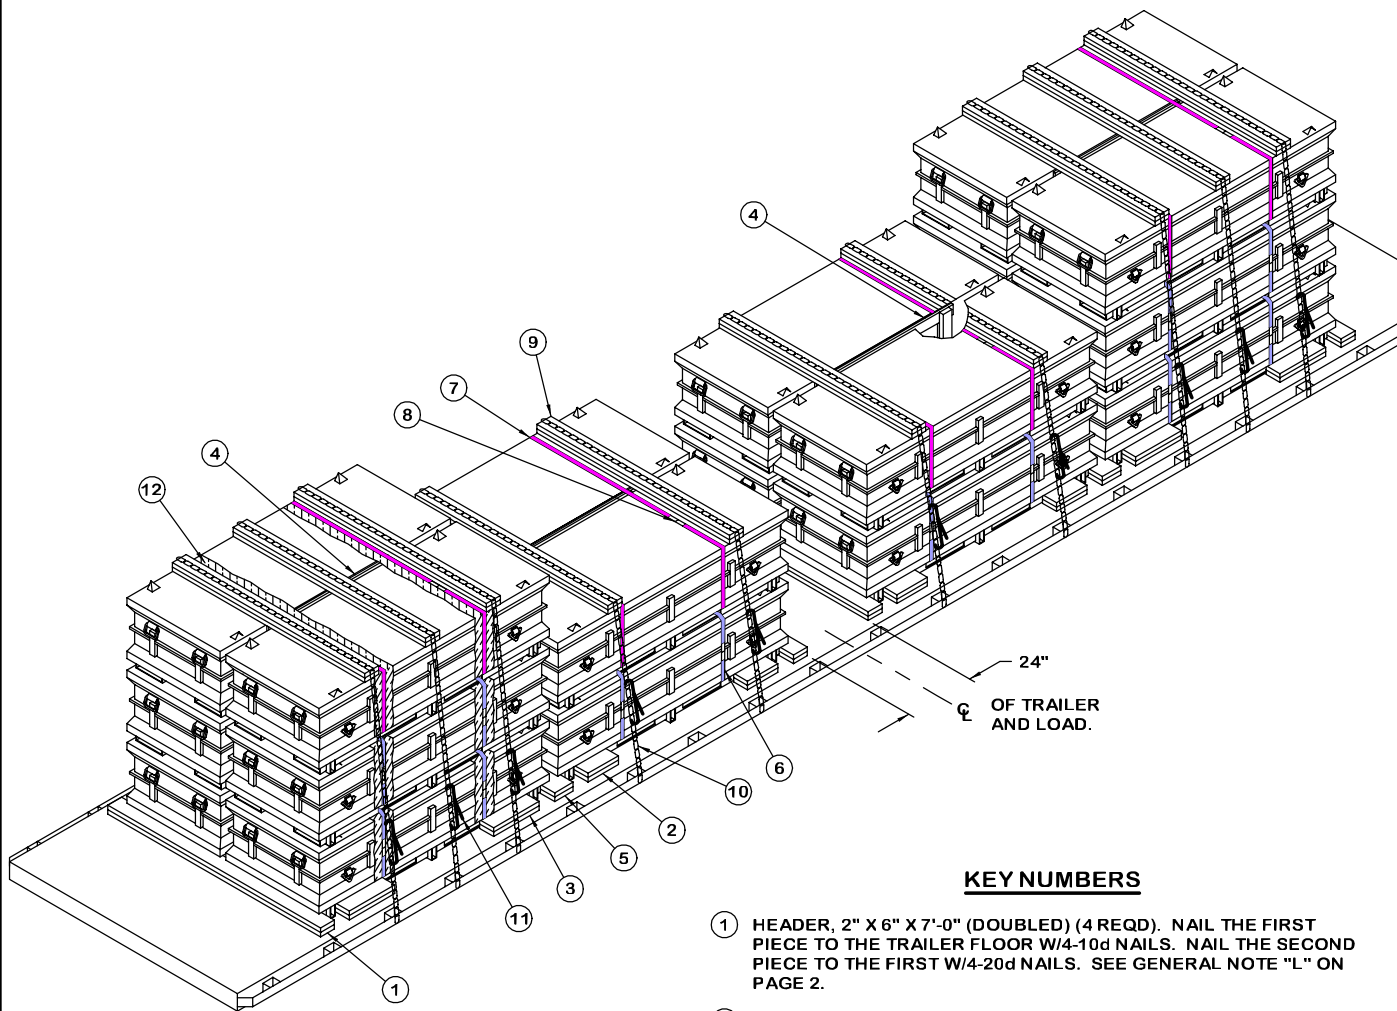 4
9
7
8
4
12
24"
℄ OF TRAILER
AND LOAD.
6
10
2
5
3
11
1
KEY NUMBERS
1 HEADER, 2" X 6" X 7'-0" (DOUBLED) (4 REQD). NAIL THE FIRST
PIECE TO THE TRAILER FLOOR W/4-10d NAILS. NAIL THE SECOND
PIECE TO THE FIRST W/4-20d NAILS. SEE GENERAL NOTE "L" ON
PAGE 2.